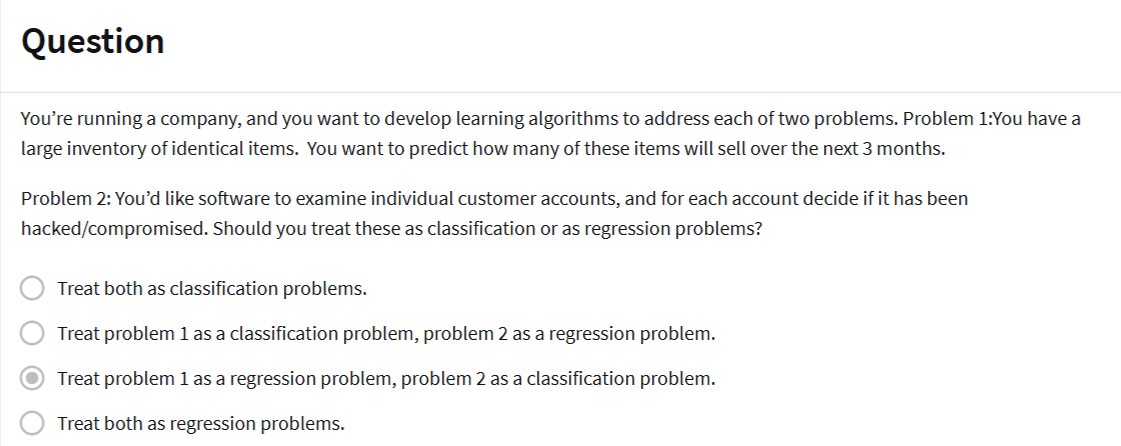 Question
You’re running a company, and you want to develop learning algorithms to address each of two problems. Problem 1:You have a
large inventory of identical items.  You want to predict how many of these items will sell over the next 3 months.
Problem 2: You’d like software to examine individual customer accounts, and for each account decide if it has been
hacked/compromised. Should you treat these as classification or as regression problems?
Treat both as classification problems.
Treat problem 1 as a classification problem, problem 2 as a regression problem.
Treat problem 1 as a regression problem, problem 2 as a classification problem.
Treat both as regression problems.